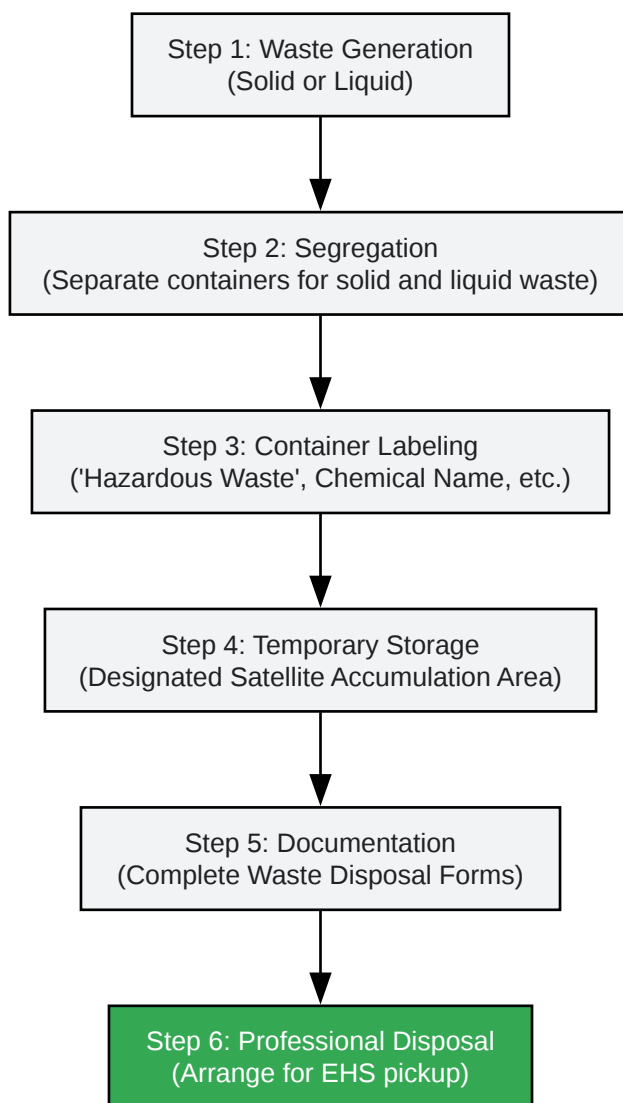 Step 1: Waste Generation
(Solid or Liquid)
Step 2: Segregation
(Separate containers for solid and liquid waste)
Step 3: Container Labeling
('Hazardous Waste', Chemical Name, etc.)
Step 4: Temporary Storage
(Designated Satellite Accumulation Area)
Step 5: Documentation
(Complete Waste Disposal Forms)
Step 6: Professional Disposal
(Arrange for EHS pickup)